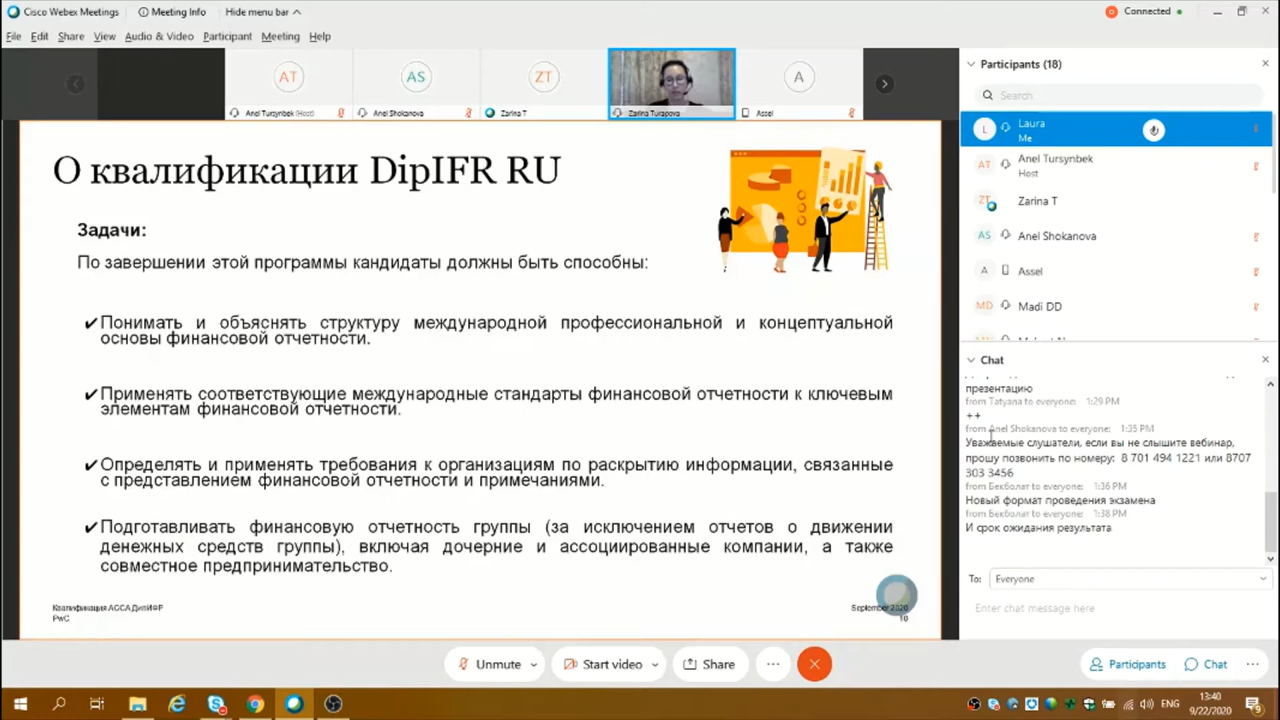 Cisco Webex Meetings
Meeting Info
Hide menu bar
Connected
File Edit Share View Audio & Video Participant Meeting Help
AT
AS
ZT
A
Anel Tursynbek (Host)
Anel Shokanova
Zarina T
Zarina Turapova
Assel
О квалификации DipIFR RU
Задачи:
По завершении этой программы кандидаты должны быть способны:
✔Понимать и объяснять структуру международной профессиональной и концептуальной
основы финансовой отчетности.
✔Применять соответствующие международные стандарты финансовой отчетности к ключевым
элементам финансовой отчетности.
✔Определять и применять требования к организациям по раскрытию информации, связанные
с представлением финансовой отчетности и примечаниями.
✔Подготавливать финансовую отчетность группы (за исключением отчетов о движении
денежных средств группы), включая дочерние и ассоциированные компании, а также
совместное предпринимательство.
Квалификация АССА ДипИФР
PwC
September 2020
10
Participants (18)
Search
L
Laura
Me
AT
Anel Tursynbek
Host
ZT
Zarina T
AS
Anel Shokanova
A
Assel
MD
Madi DD
Chat
презентацию
from Татуала to everyone: 1:29 PM
++
from Anel Shokanova to everyone: 1:35 PM
Уважаемые слушатели, если вы не слышите вебинар,
прошу позвонить по номеру: 8 701 494 1221 или 8707
303 3456
from Бекболат to everyone: 1:36 PM
Новый формат проведения экзамена
from Бекболат to everyone: 1:38 PM
И срок ожидания результата
To: Everyone
Enter chat message here
Unmute
Start video
Share
Participants
Chat
ENG
13:40
9/22/2020